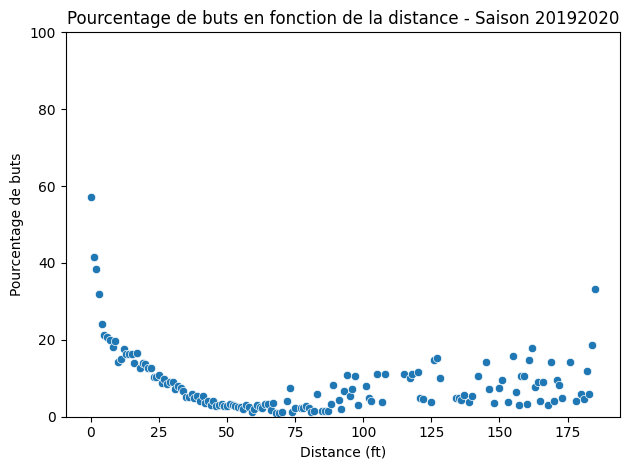 Pourcentage de buts en fonction de la distance - Saison 20192020
100
80
60
40
20
0
Pourcentage de buts
0 25 50 75 100 125 150 175
Distance (ft)